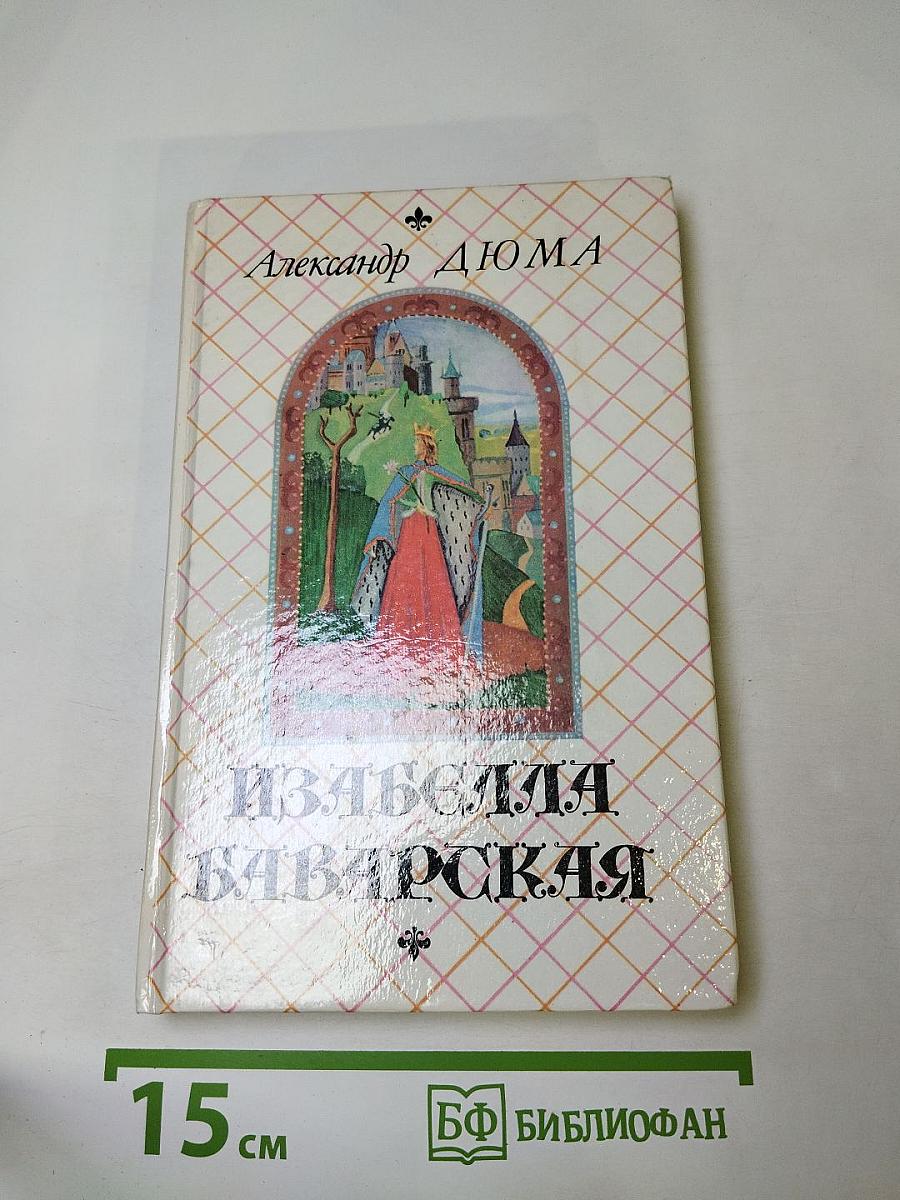 Александр ДЮМА
ИЗАБЕЛЛА
БАВАРСКАЯ
15 см
БФ БИБЛИОФАН